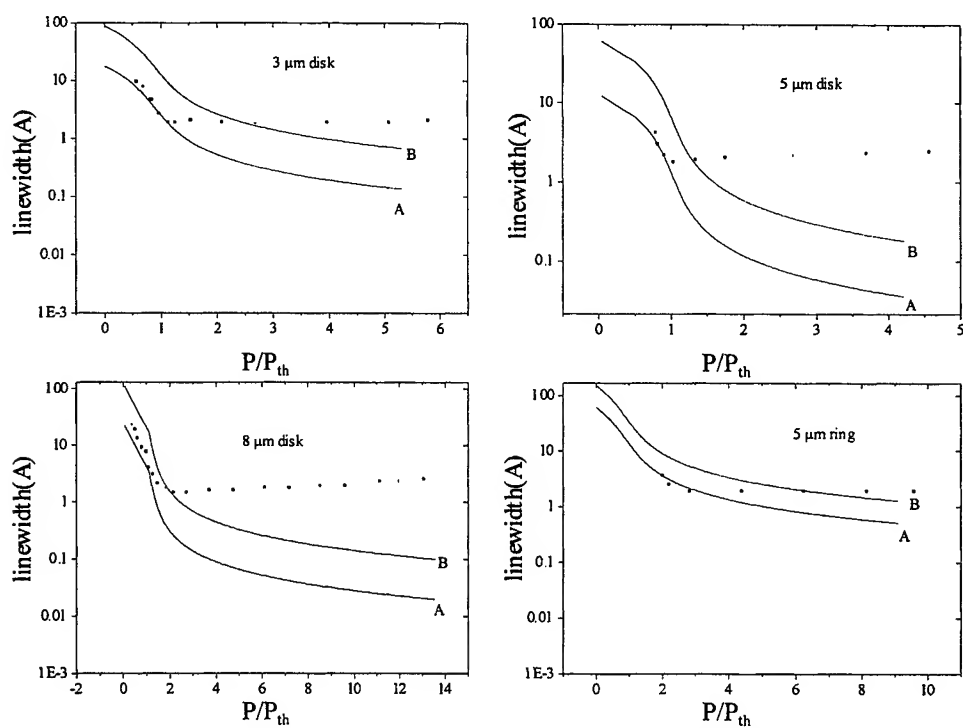 100
10
1
0.1
0.01
1E-3
linewidth(A)
3 μm disk
B
A
0 1 2 3 4 5 6
P/P_th
100
10
1
0.1
linewidth(A)
5 μm disk
B
A
0 1 2 3 4 5
P/P_th
100
10
1
0.1
0.01
1E-3
linewidth(A)
8 μm disk
B
A
-2 0 2 4 6 8 10 12 14
P/P_th
100
10
1
0.1
0.01
1E-3
linewidth(A)
5 μm ring
B
A
0 2 4 6 8 10
P/P_th